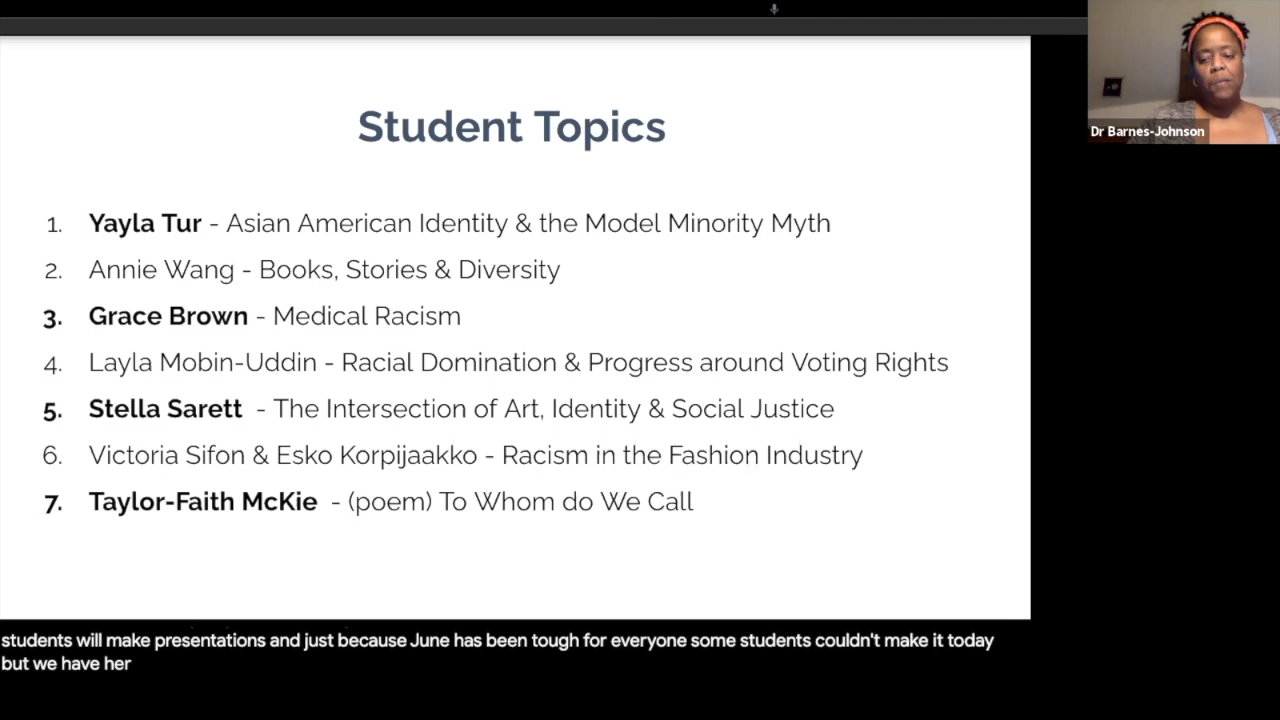 Student Topics
1. Yayla Tur - Asian American Identity & the Model Minority Myth
2. Annie Wang - Books, Stories & Diversity
3. Grace Brown - Medical Racism
4. Layla Mobin-Uddin - Racial Domination & Progress around Voting Rights
5. Stella Sarett - The Intersection of Art, Identity & Social Justice
6. Victoria Sifon & Esko Korpijaakko - Racism in the Fashion Industry
7. Taylor-Faith McKie - (poem) To Whom do We Call
Dr Barnes-Johnson
students will make presentations and just because June has been tough for everyone some students couldn't make it today
but we have her